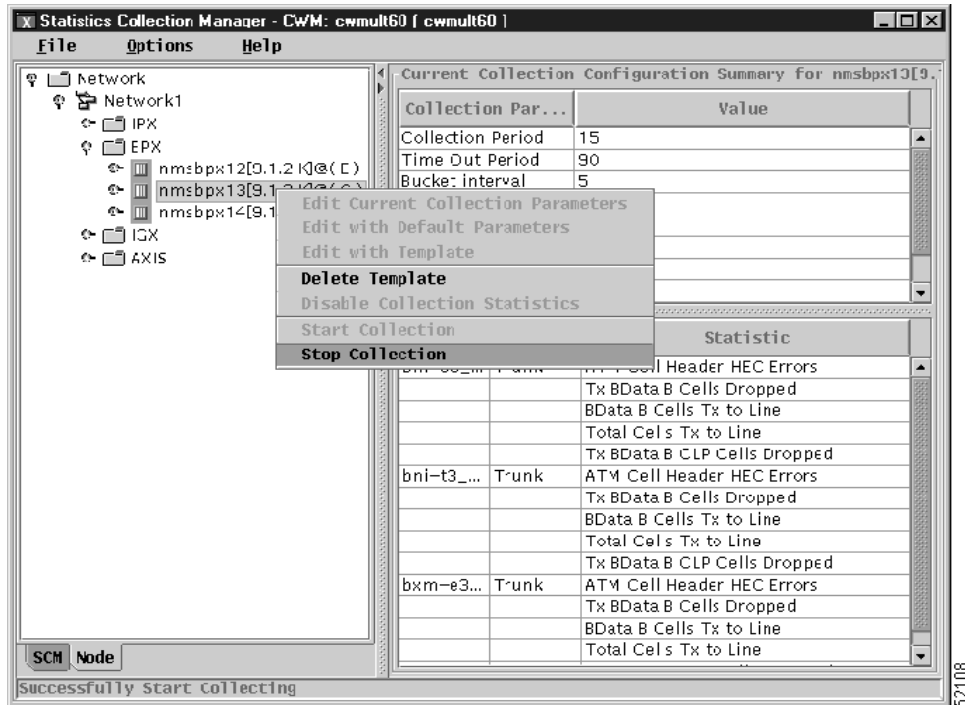 X Statistics Collection Manager - CWM: cwmult60 [ cwmult60 ]
File Options Help
Network
Network1
IPX
BPX
nmsbpx12[9.1.2K]@(E)
nmsbpx13[9.1.2
nmsbpx14[9.1
IGX
AXIS
SCM Node
Successfully Start Collecting
Current Collection Configuration Summary for nmsbpx13[9.
Collection Par... Value
Collection Period 15
Time Out Period 90
Bucket interval 5
Edit Current Collection Parameters
Edit with Default Parameters
Edit with Template
Delete Template
Disable Collection Statistics
Start Collection
Stop Collection
Statistic
Trunk ATM Cell Header HEC Errors
Tx BData B Cells Dropped
BData B Cells Tx to Line
Total Cells Tx to Line
Tx BData B CLP Cells Dropped
bni-t3_... Trunk ATM Cell Header HEC Errors
Tx BData B Cells Dropped
BData B Cells Tx to Line
Total Cells Tx to Line
Tx BData B CLP Cells Dropped
bxm-e3... Trunk ATM Cell Header HEC Errors
Tx BData B Cells Dropped
BData B Cells Tx to Line
Total Cells Tx to Line
52108